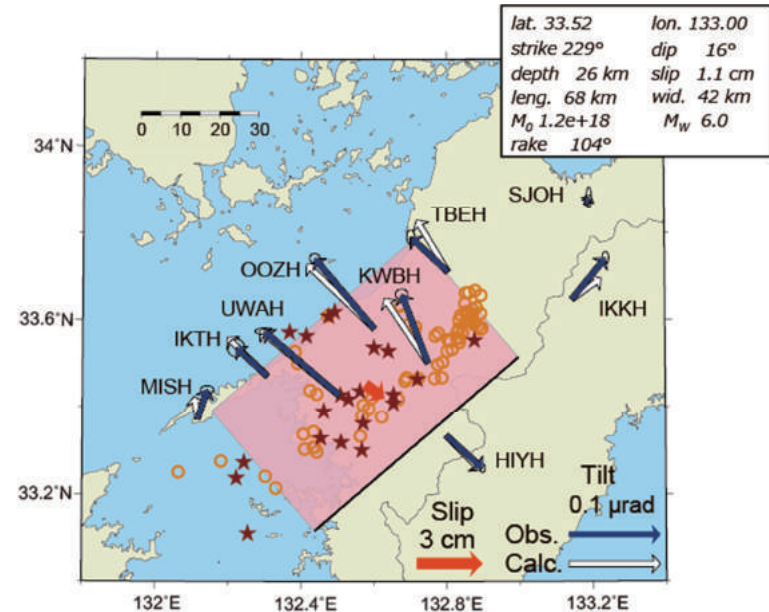 lat. 33.52 lon. 133.00
strike 229° dip 16°
depth 26 km slip 1.1 cm
leng. 68 km wid. 42 km
M₀ 1.2e+18 Mw 6.0
rake 104°
0 10 20 30
34°N
SJOH
TBEH
OOZH
KWBH
UWAH
IKKH
33.6°N
IKTH
MISH
HIYH
33.2°N
Tilt
0.1 μrad
Slip
3 cm
Obs.
Calc.
132°E 132.4°E 132.8°E 133.2°E